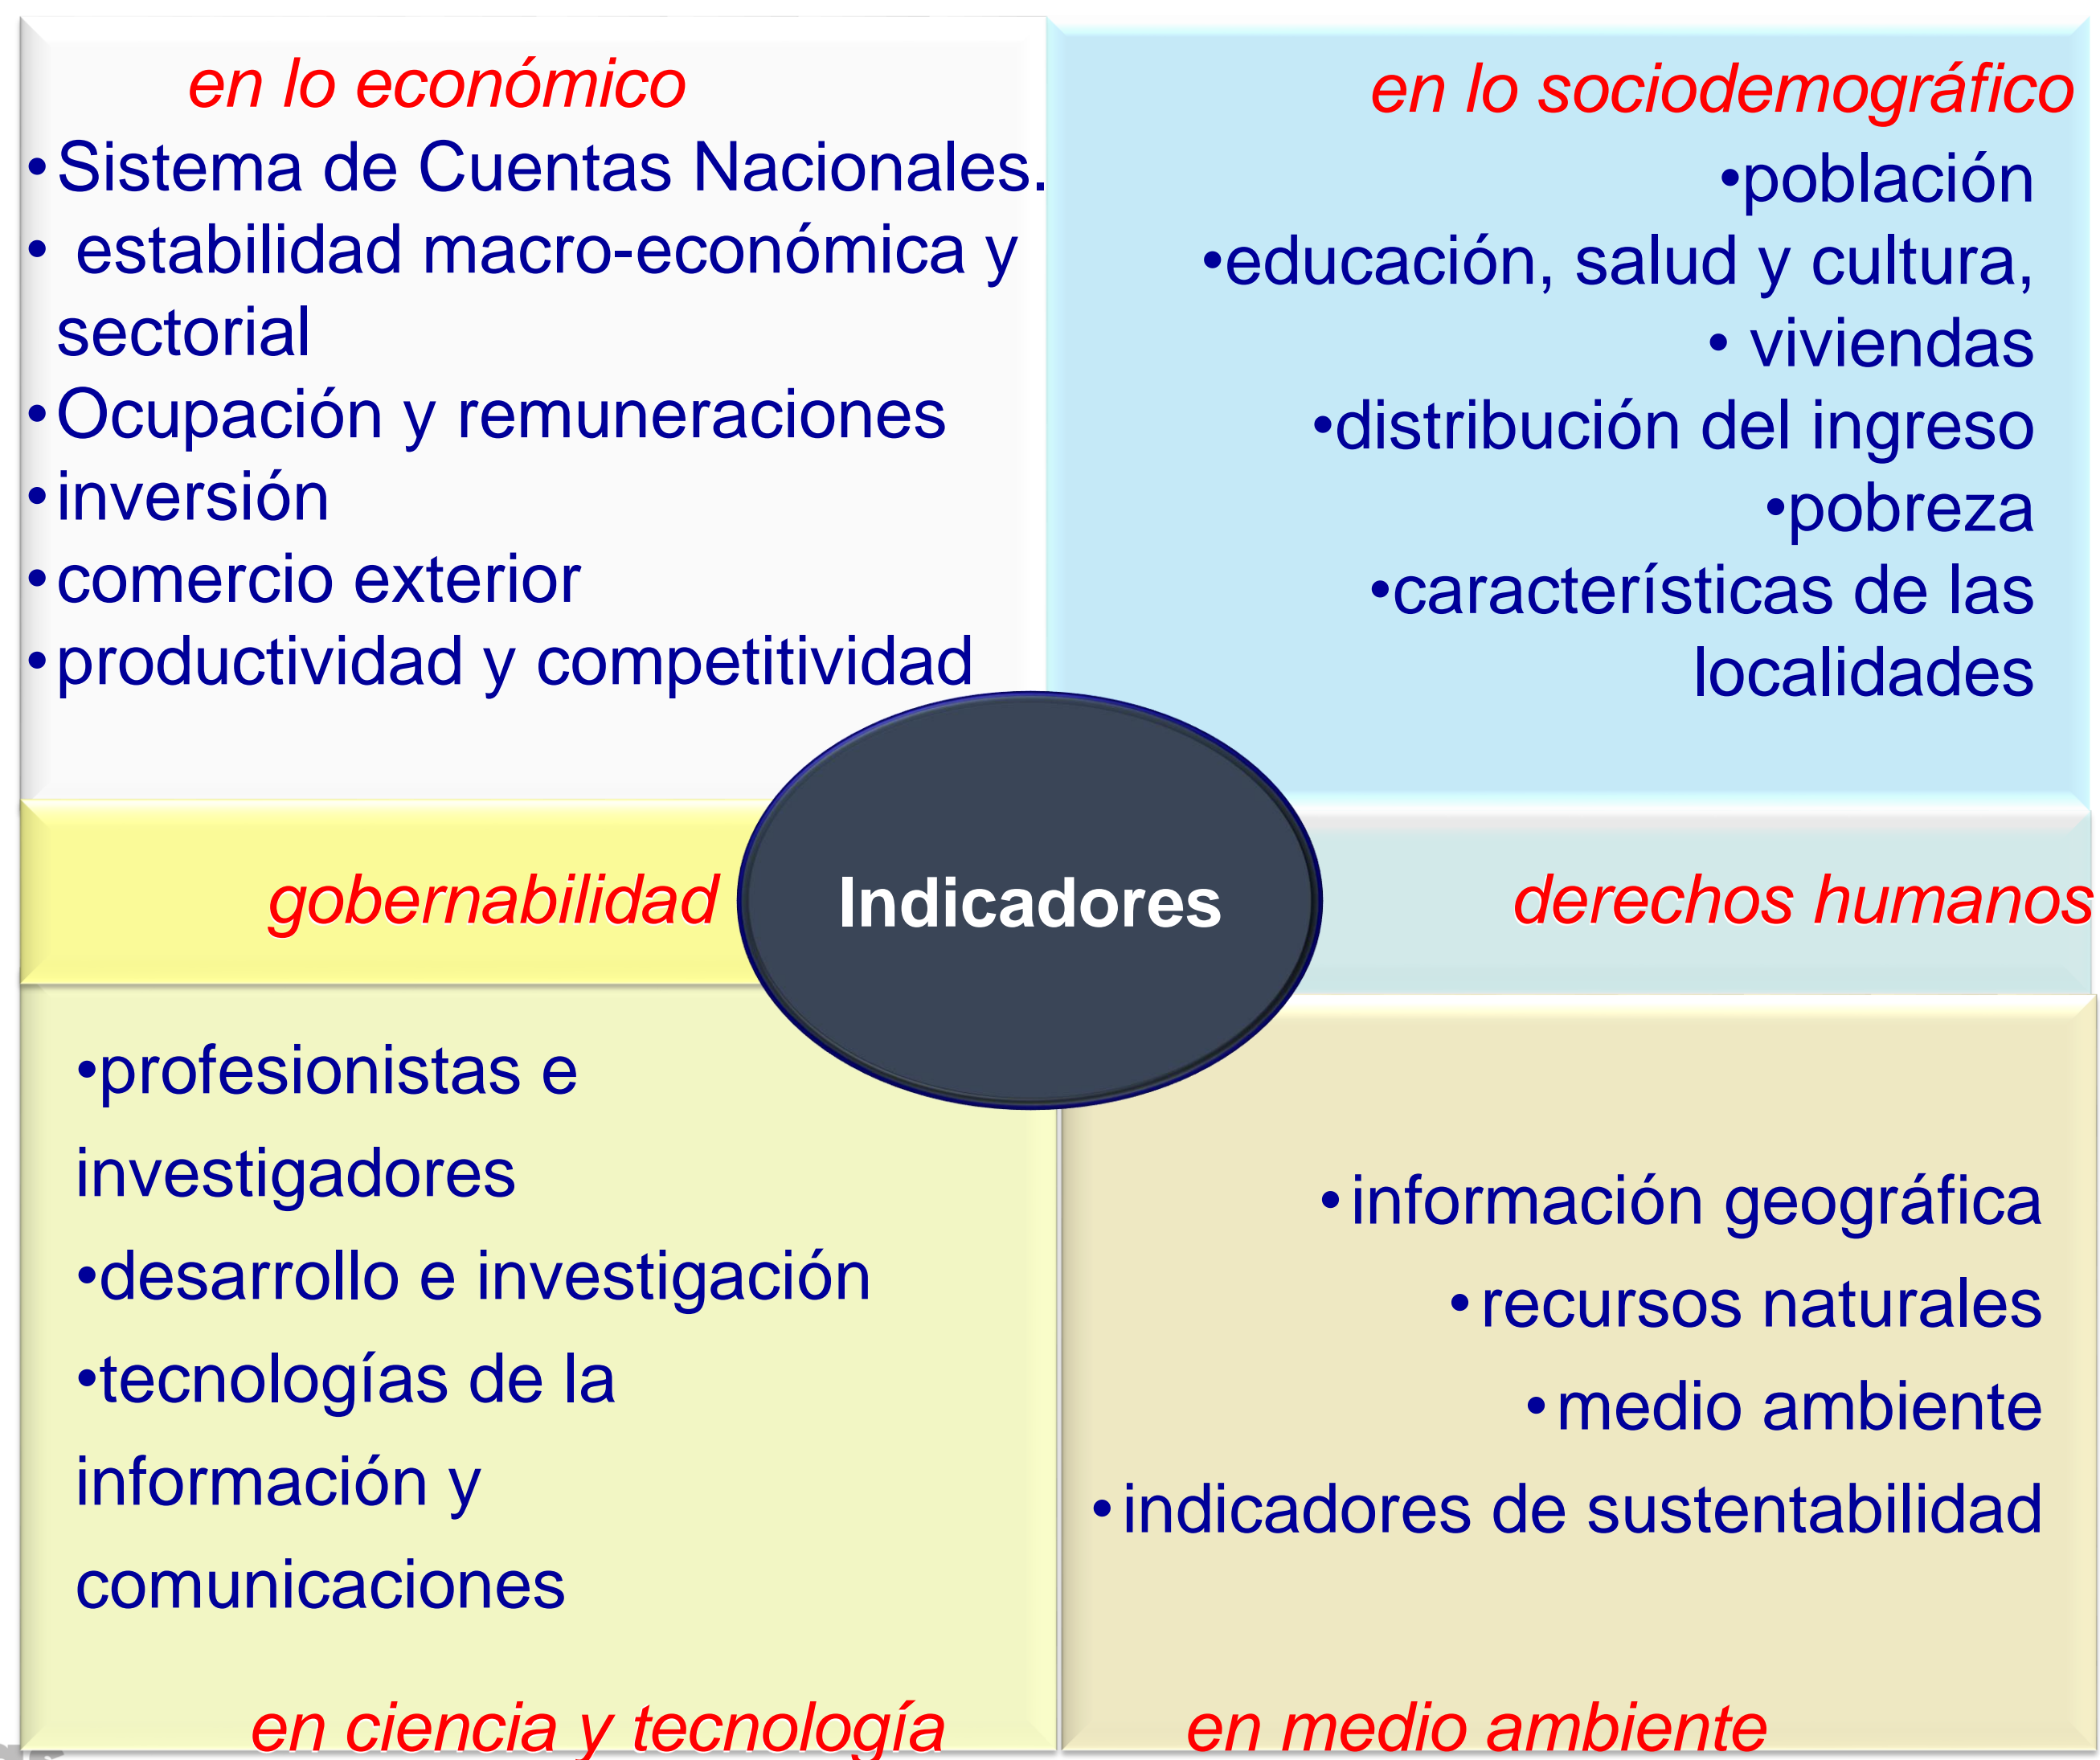 en lo económico
•Sistema de Cuentas Nacionales.
• estabilidad macro-económica y
sectorial
•Ocupación y remuneraciones
•inversión
•comercio exterior
•productividad y competitividad
en lo sociodemográfico
•población
•educación, salud y cultura,
• viviendas
•distribución del ingreso
•pobreza
•características de las
localidades
gobernabilidad
Indicadores
derechos humanos
•profesionistas e
investigadores
•desarrollo e investigación
•tecnologías de la
información y
comunicaciones
en ciencia y tecnología
•información geográfica
•recursos naturales
•medio ambiente
•indicadores de sustentabilidad
en medio ambiente